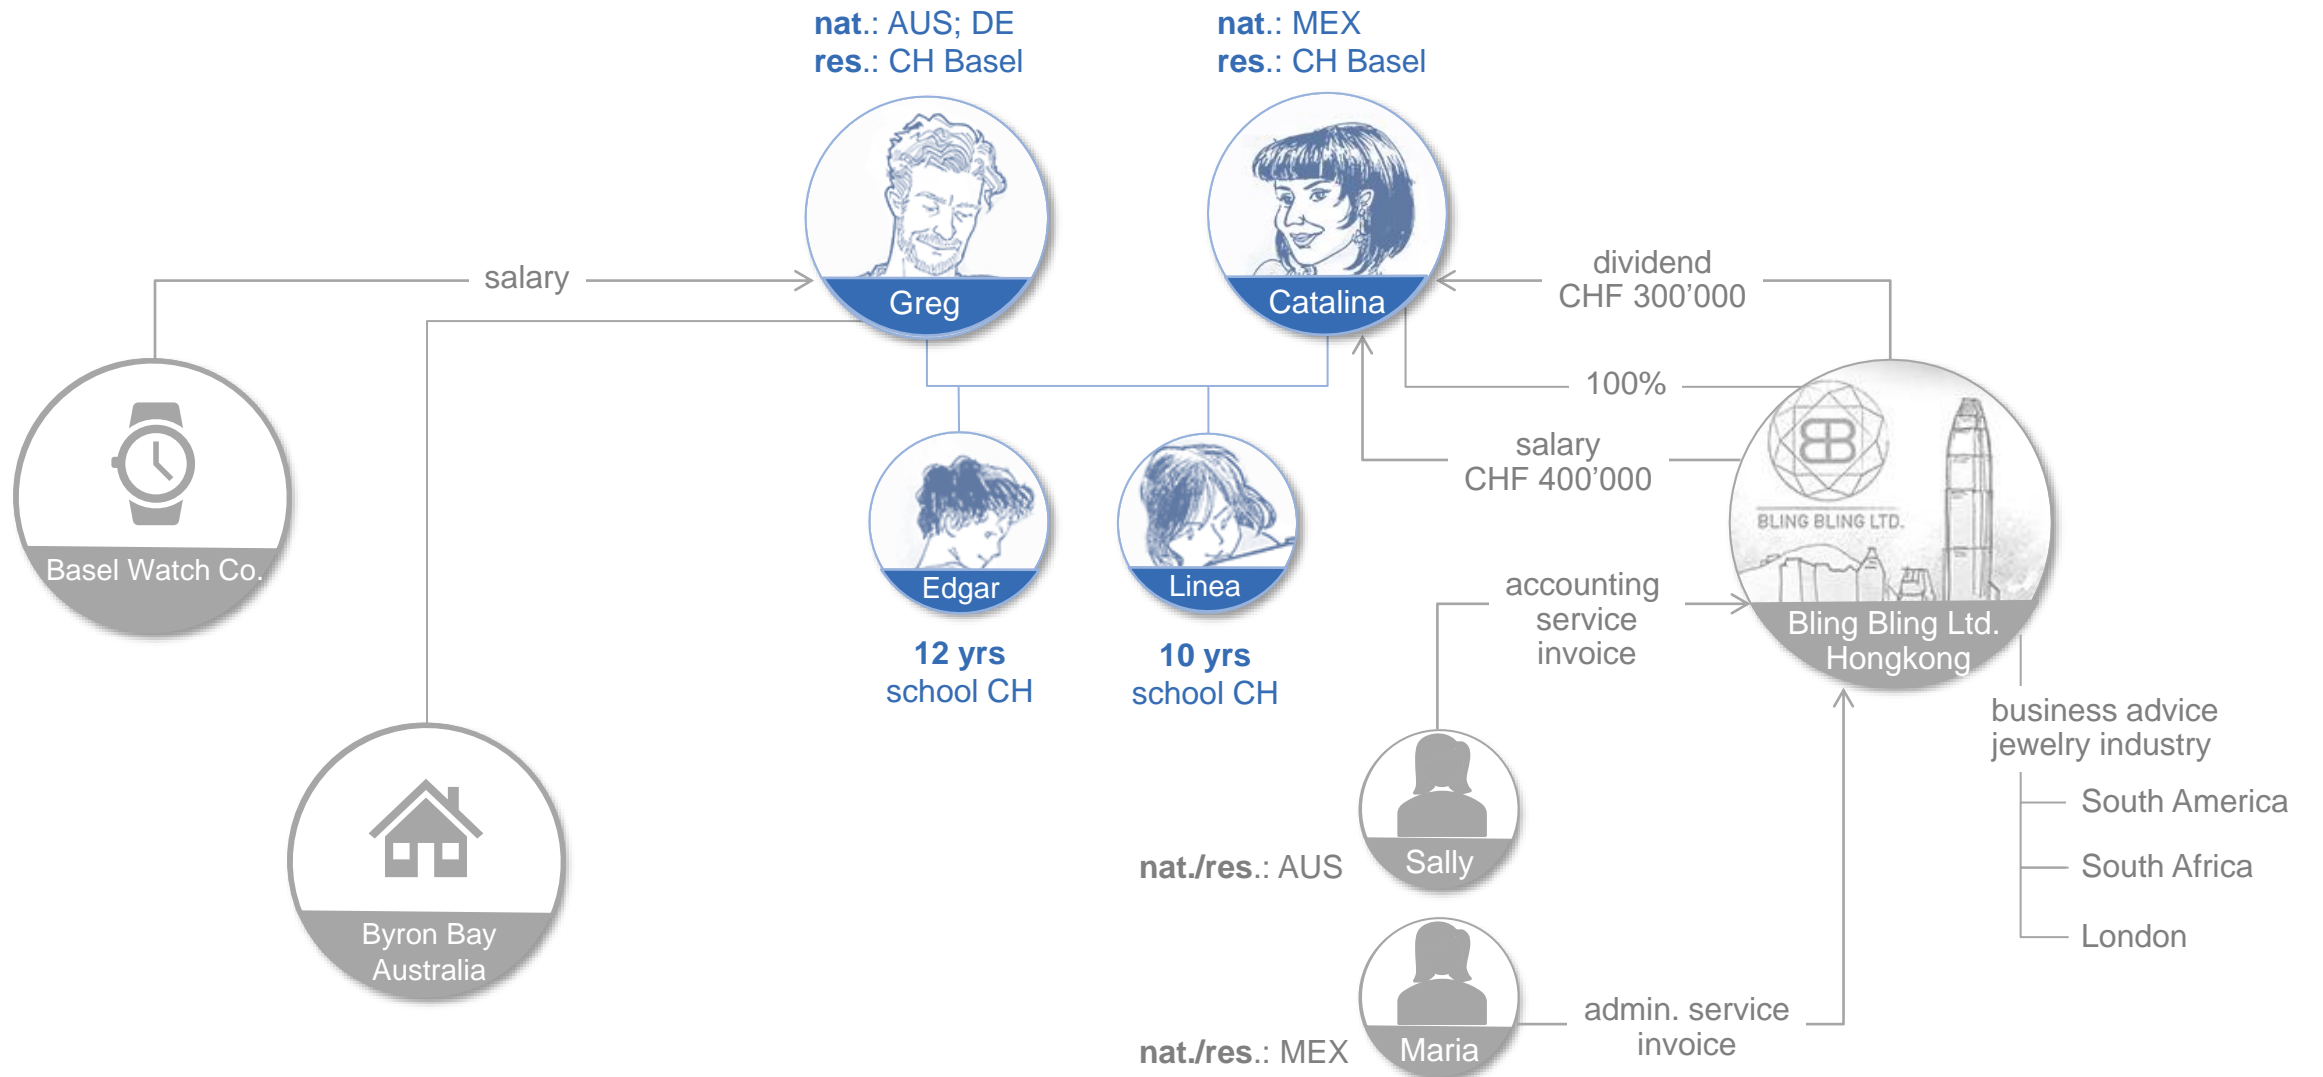 nat.: AUS; DE
res.: CH Basel
nat.: MEX
res.: CH Basel
Greg
Catalina
salary
dividend
CHF 300’000
100%
salary
CHF 400’000
Basel Watch Co.
Edgar
Linea
12 yrs
school CH
10 yrs
school CH
BLING BLING LTD.
Bling Bling Ltd.
Hongkong
accounting
service
invoice
business advice
jewelry industry
South America
South Africa
London
Byron Bay
Australia
nat./res.: AUS
Sally
nat./res.: MEX
Maria
admin. service
invoice